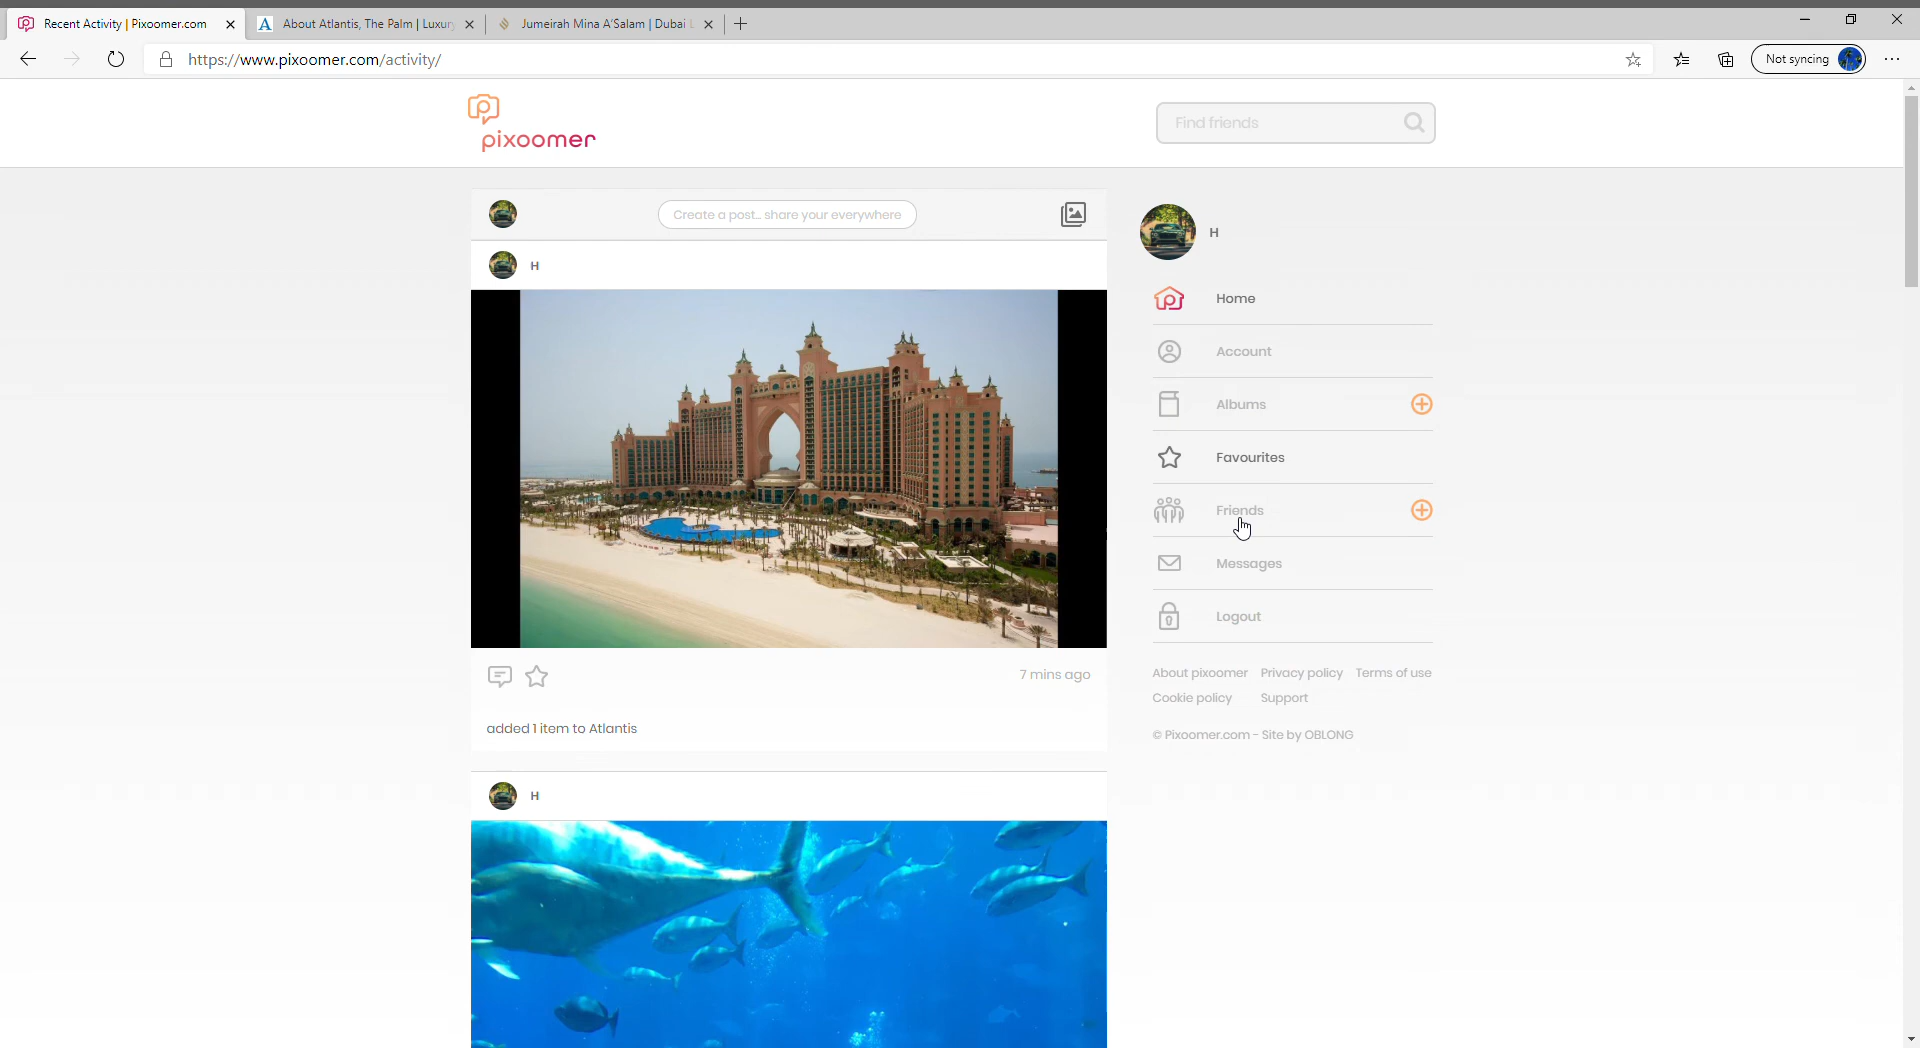 Recent Activity | Pixoomer.com
About Atlantis, The Palm | Luxury
Jumeirah Mina A'Salam | Dubai L
https://www.pixoomer.com/activity/
Not syncing
pixoomer
Find friends
Create a post... share your everywhere
H
H
Home
Account
Albums
Favourites
Friends
Messages
Logout
7 mins ago
added 1 item to Atlantis
About pixoomer Privacy policy Terms of use
Cookie policy Support
© Pixoomer.com - Site by OBLONG
H